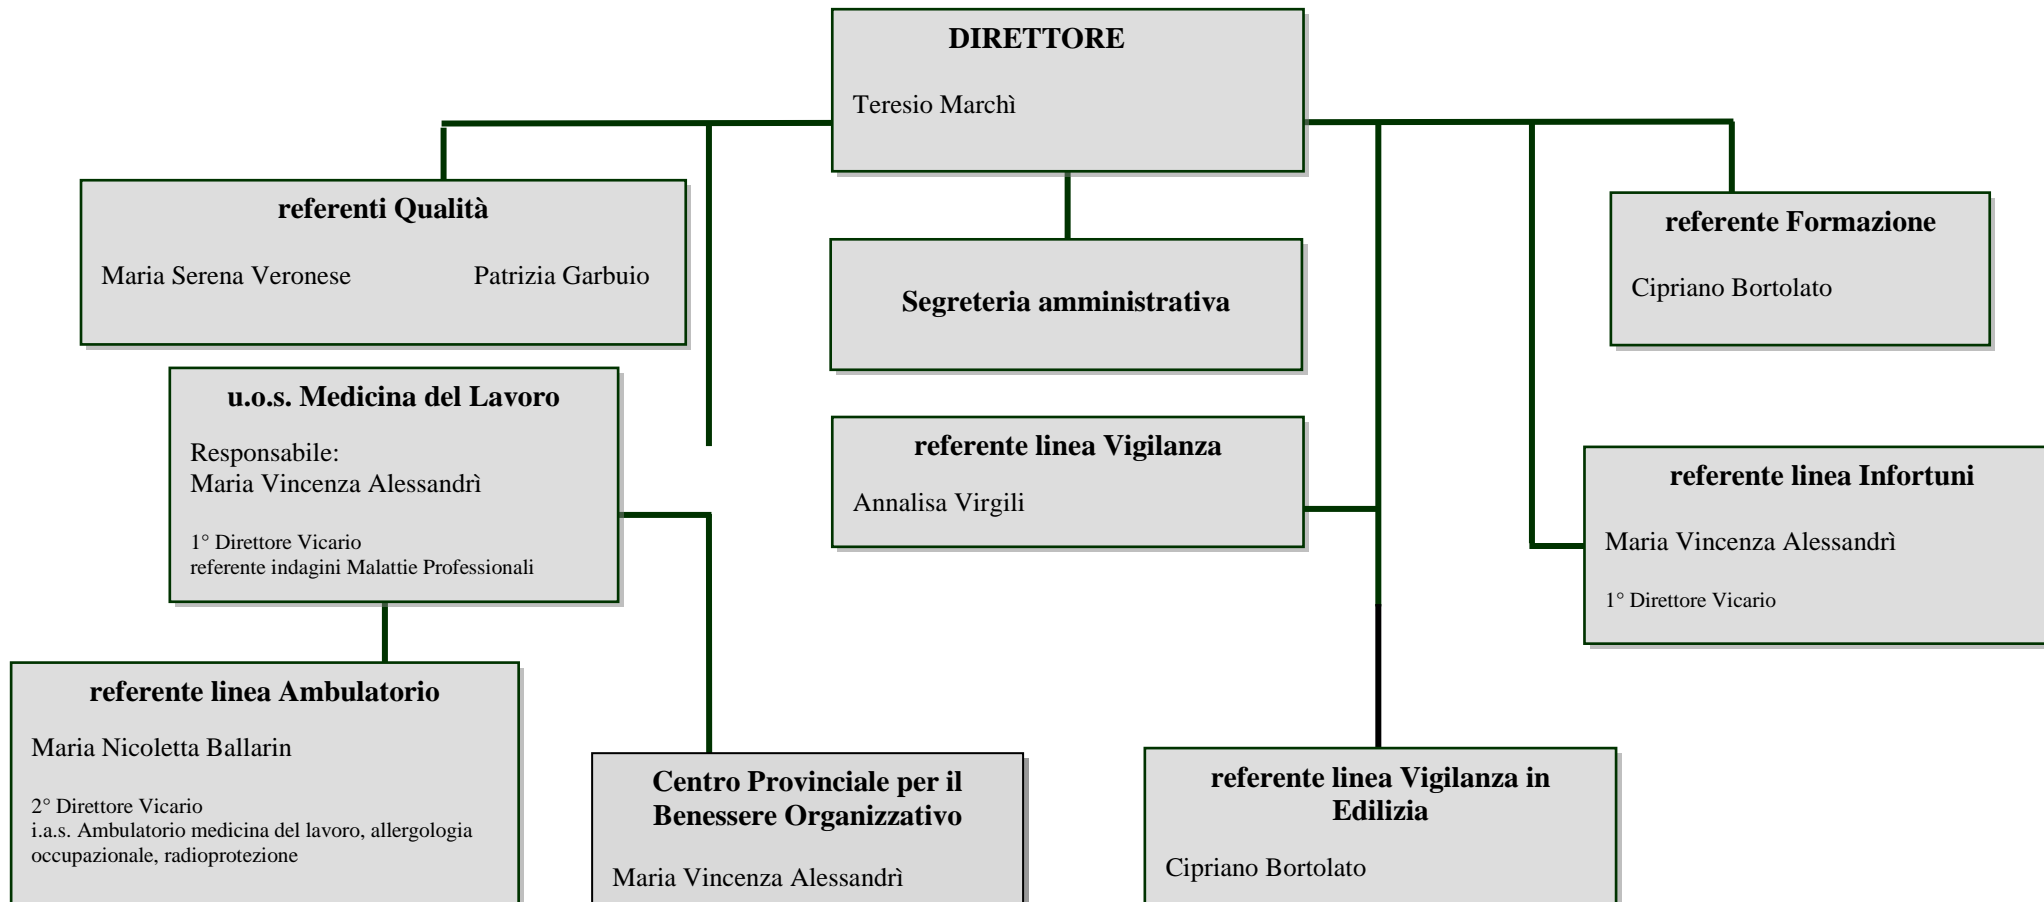 DIRETTORE
Teresio Marchì
referenti Qualità
Maria Serena Veronese Patrizia Garbuio
Segreteria amministrativa
referente Formazione
Cipriano Bortolato
u.o.s. Medicina del Lavoro
Responsabile:
Maria Vincenza Alessandrì
1° Direttore Vicario
referente indagini Malattie Professionali
referente linea Vigilanza
Annalisa Virgili
referente linea Infortuni
Maria Vincenza Alessandrì
1° Direttore Vicario
referente linea Ambulatorio
Maria Nicoletta Ballarin
2° Direttore Vicario
i.a.s. Ambulatorio medicina del lavoro, allergologia
occupazionale, radioprotezione
Centro Provinciale per il
Benessere Organizzativo
Maria Vincenza Alessandrì
referente linea Vigilanza in
Edilizia
Cipriano Bortolato